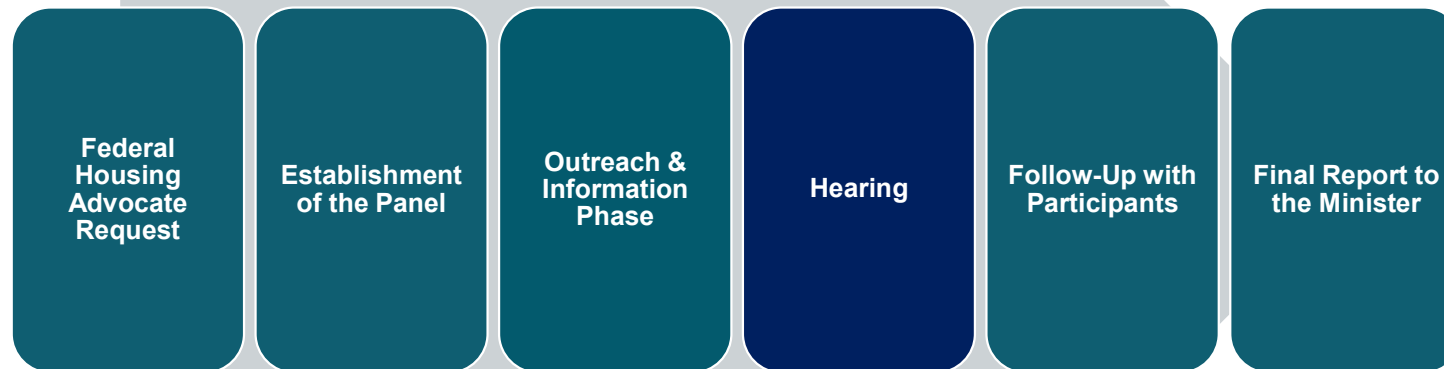 Federal
Housing
Advocate
Request
Establishment
of the Panel
Outreach &
Information
Phase
Hearing
Follow-Up with
Participants
Final Report to
the Minister